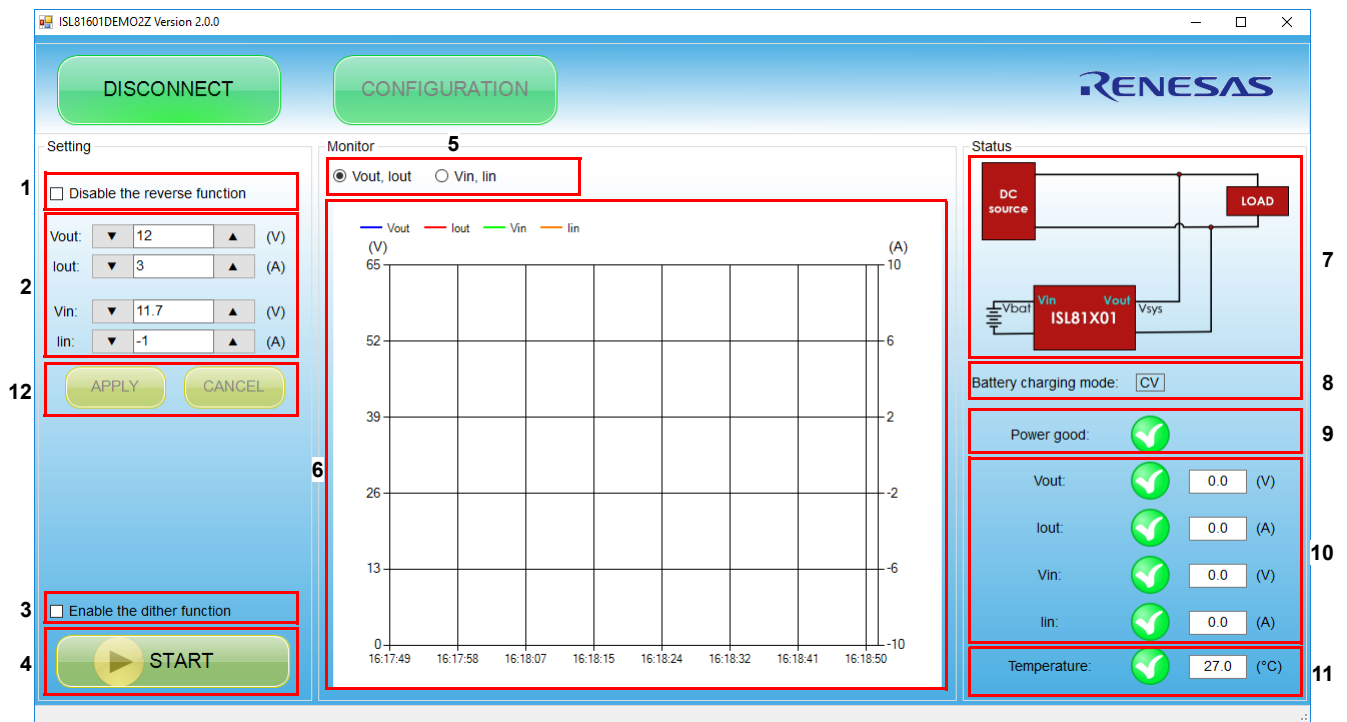 ISL81601DEMO2Z Version 2.0.0
DISCONNECT
CONFIGURATION
RENESAS
Setting
1
Disable the reverse function
2
Vout: ▼ 12 ▲ (V)
Iout: ▼ 3 ▲ (A)
Vin: ▼ 11.7 ▲ (V)
Iin: ▼ -1 ▲ (A)
12
APPLY CANCEL
3
Enable the dither function
4
START
Monitor
5
Vout, Iout Vin, Iin
6
Vout Iout Vin Iin
(V) (A)
65 10
52 6
39 2
26 -2
13 -6
0 -10
16:17:49 16:17:58 16:18:07 16:18:15 16:18:24 16:18:32 16:18:41 16:18:50
Status
DC
source
LOAD
7
Vin Vout
Vbat Vsys
ISL81X01
Battery charging mode: CV
8
Power good:
9
Vout: 0.0 (V)
Iout: 0.0 (A)
10
Vin: 0.0 (V)
Iin: 0.0 (A)
Temperature: 27.0 (°C)
11